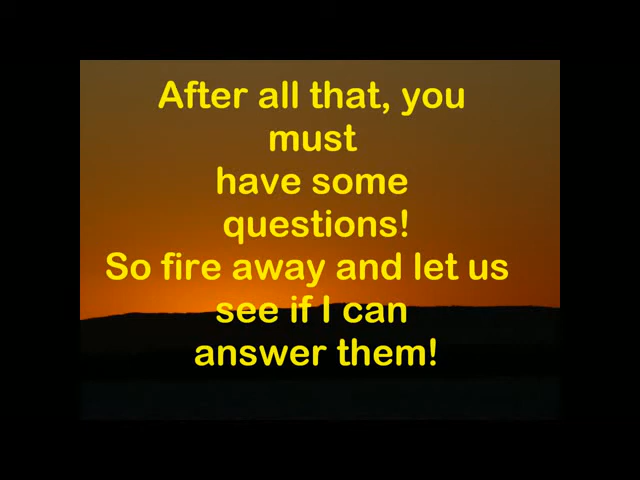 After all that, you
must
have some
questions!
So fire away and let us
see if I can
answer them!